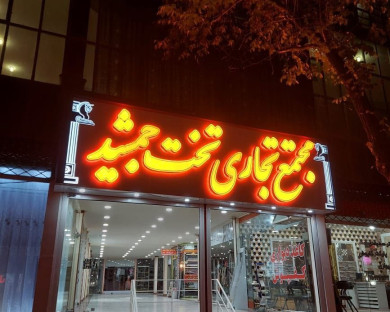 مجتمع تجاری تخت جمشید